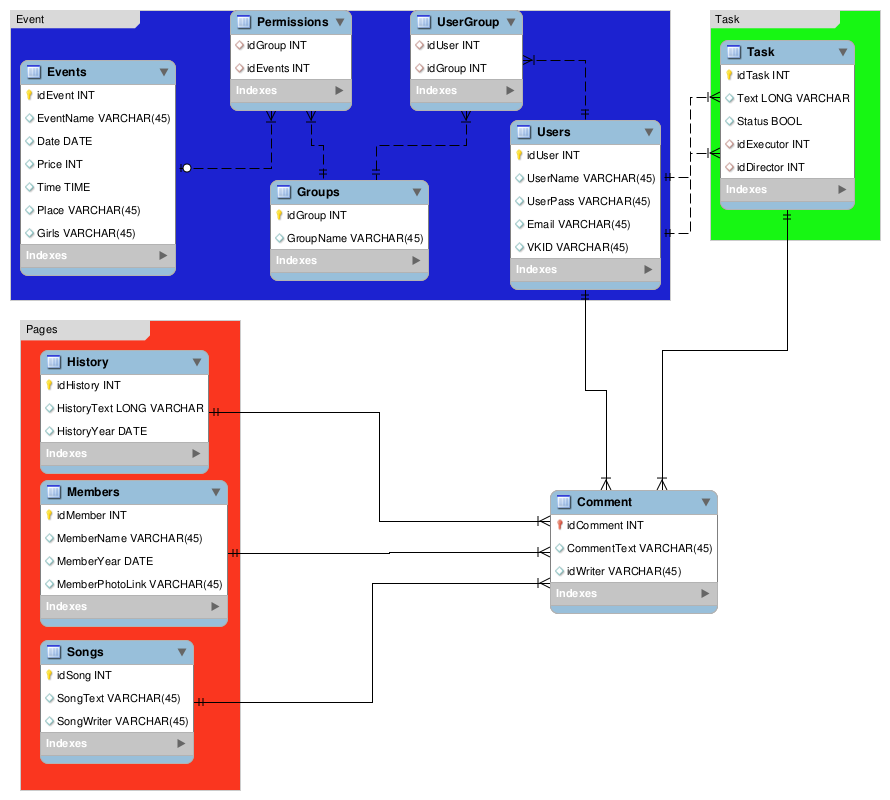 Event
Permissions
idGroup INT
idEvents INT
Indexes
UserGroup
idUser INT
idGroup INT
Indexes
Events
idEvent INT
EventName VARCHAR(45)
Date DATE
Price INT
Time TIME
Place VARCHAR(45)
Girls VARCHAR(45)
Indexes
Groups
idGroup INT
GroupName VARCHAR(45)
Indexes
Users
idUser INT
UserName VARCHAR(45)
UserPass VARCHAR(45)
Email VARCHAR(45)
VKID VARCHAR(45)
Indexes
Task
Task
idTask INT
Text LONG VARCHAR
Status BOOL
idExecutor INT
idDirector INT
Indexes
Pages
History
idHistory INT
HistoryText LONG VARCHAR
HistoryYear DATE
Indexes
Members
idMember INT
MemberName VARCHAR(45)
MemberYear DATE
MemberPhotoLink VARCHAR(45)
Indexes
Songs
idSong INT
SongText VARCHAR(45)
SongWriter VARCHAR(45)
Indexes
Comment
idComment INT
CommentText VARCHAR(45)
idWriter VARCHAR(45)
Indexes